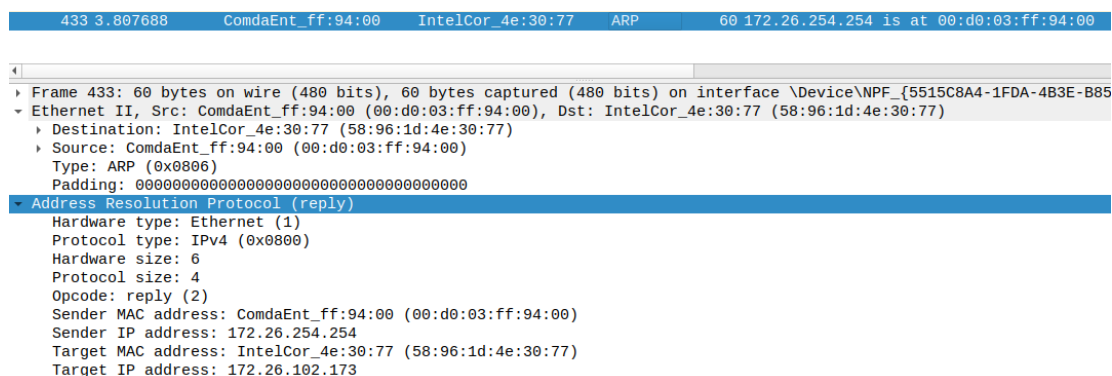 433 3.807688 ComdaEnt_ff:94:00 IntelCor_4e:30:77 ARP 60 172.26.254.254 is at 00:d0:03:ff:94:00
Frame 433: 60 bytes on wire (480 bits), 60 bytes captured (480 bits) on interface \Device\NPF_{5515C8A4-1FDA-4B3E-B85
Ethernet II, Src: ComdaEnt_ff:94:00 (00:d0:03:ff:94:00), Dst: IntelCor_4e:30:77 (58:96:1d:4e:30:77)
Destination: IntelCor_4e:30:77 (58:96:1d:4e:30:77)
Source: ComdaEnt_ff:94:00 (00:d0:03:ff:94:00)
Type: ARP (0x0806)
Padding: 000000000000000000000000000000000000
Address Resolution Protocol (reply)
Hardware type: Ethernet (1)
Protocol type: IPv4 (0x0800)
Hardware size: 6
Protocol size: 4
Opcode: reply (2)
Sender MAC address: ComdaEnt_ff:94:00 (00:d0:03:ff:94:00)
Sender IP address: 172.26.254.254
Target MAC address: IntelCor_4e:30:77 (58:96:1d:4e:30:77)
Target IP address: 172.26.102.173